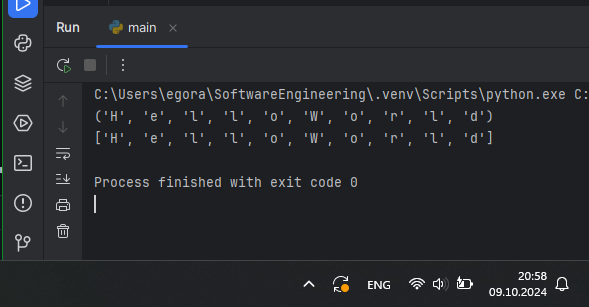 Run
main
C:\Users\egora\SoftwareEngineering\.venv\Scripts\python.exe C:
('H', 'e', 'l', 'l', 'o', 'W', 'o', 'r', 'l', 'd')
['H', 'e', 'l', 'l', 'o', 'W', 'o', 'r', 'l', 'd']
Process finished with exit code 0
ENG
20:58
09.10.2024